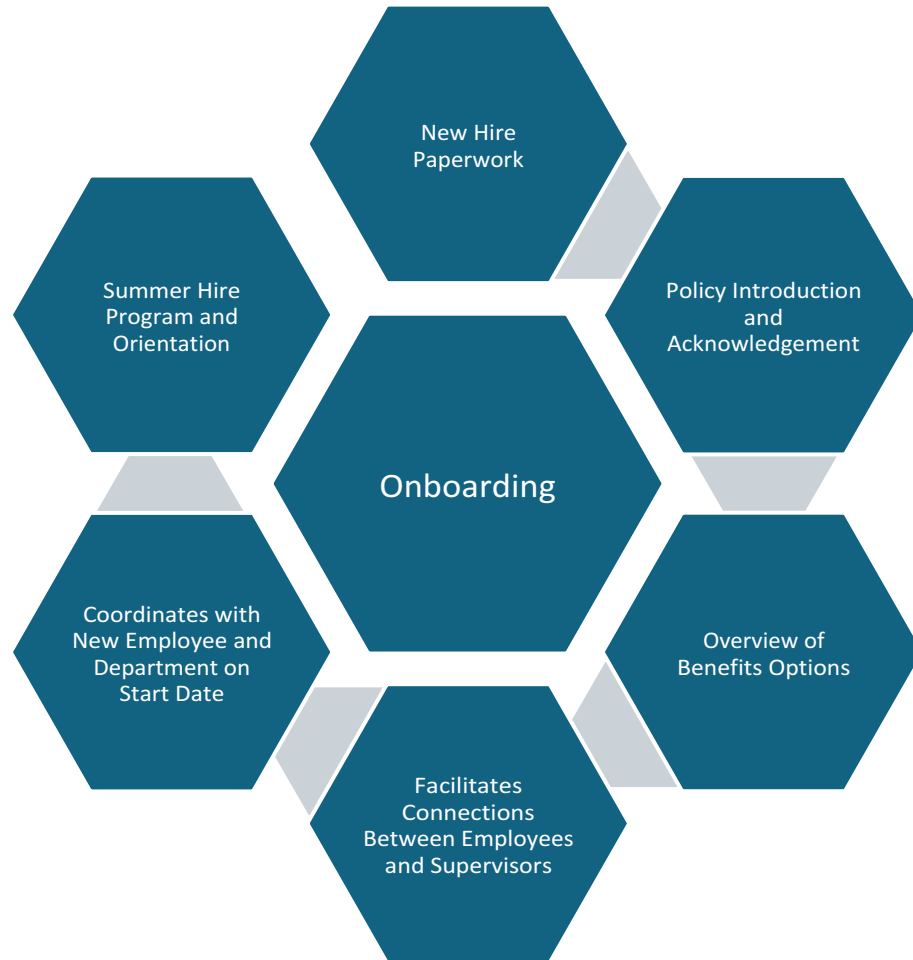 New Hire
Paperwork
Policy Introduction
and
Acknowledgement
Overview of
Benefits Options
Facilitates
Connections
Between Employees
and Supervisors
Coordinates with
New Employee and
Department on
Start Date
Summer Hire
Program and
Orientation
Onboarding